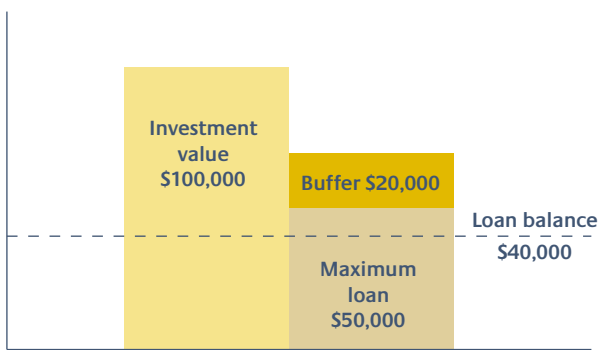 Investment
value
$100,000
Buffer $20,000
Loan balance
$40,000
Maximum
loan
$50,000